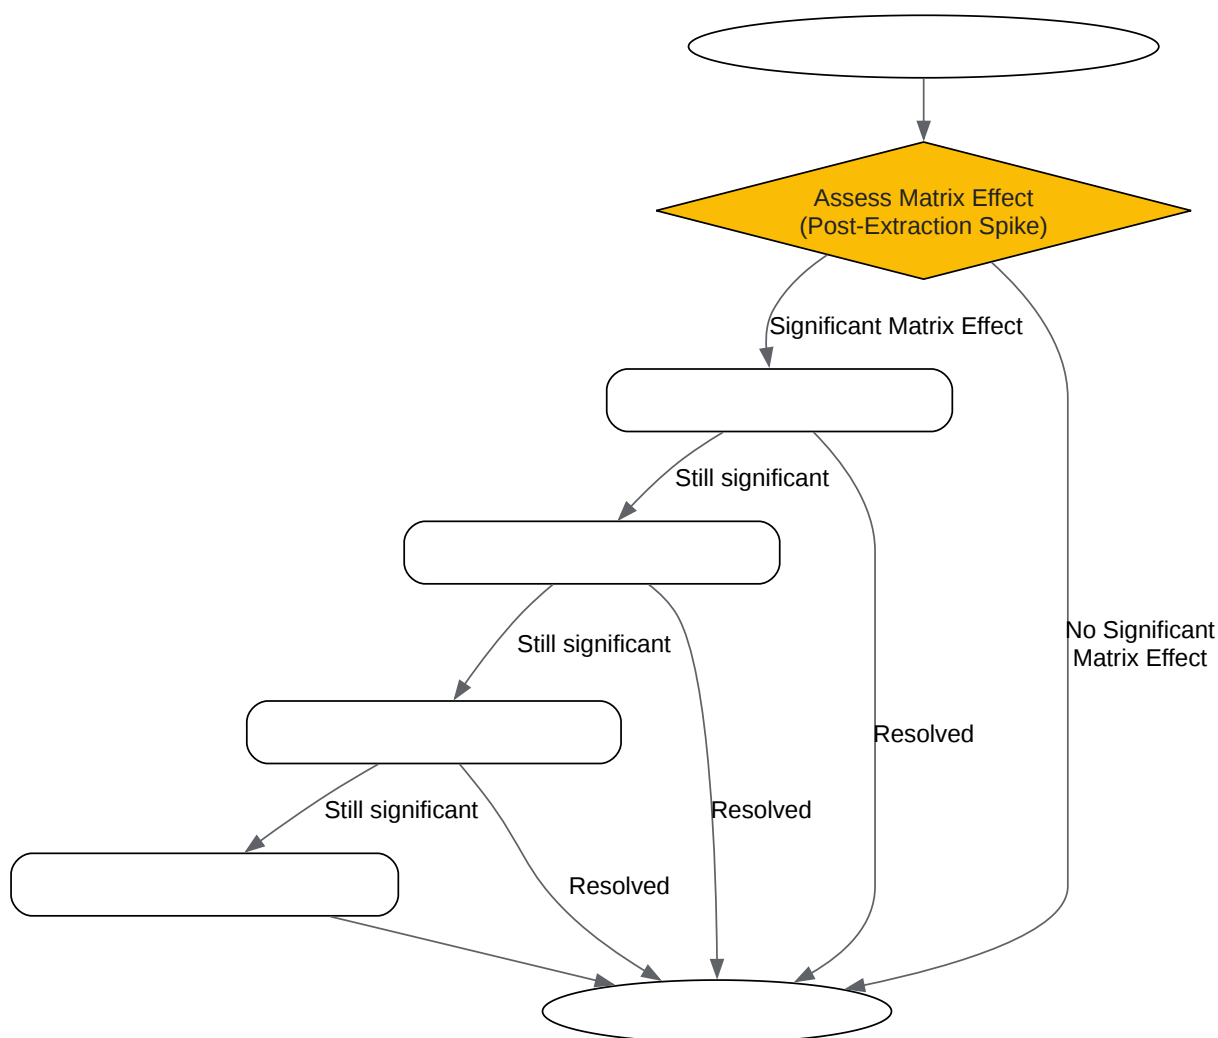 Assess Matrix Effect
(Post-Extraction Spike)
Significant Matrix Effect
Still significant
Still significant
No Significant
Matrix Effect
Resolved
Still significant
Resolved
Resolved